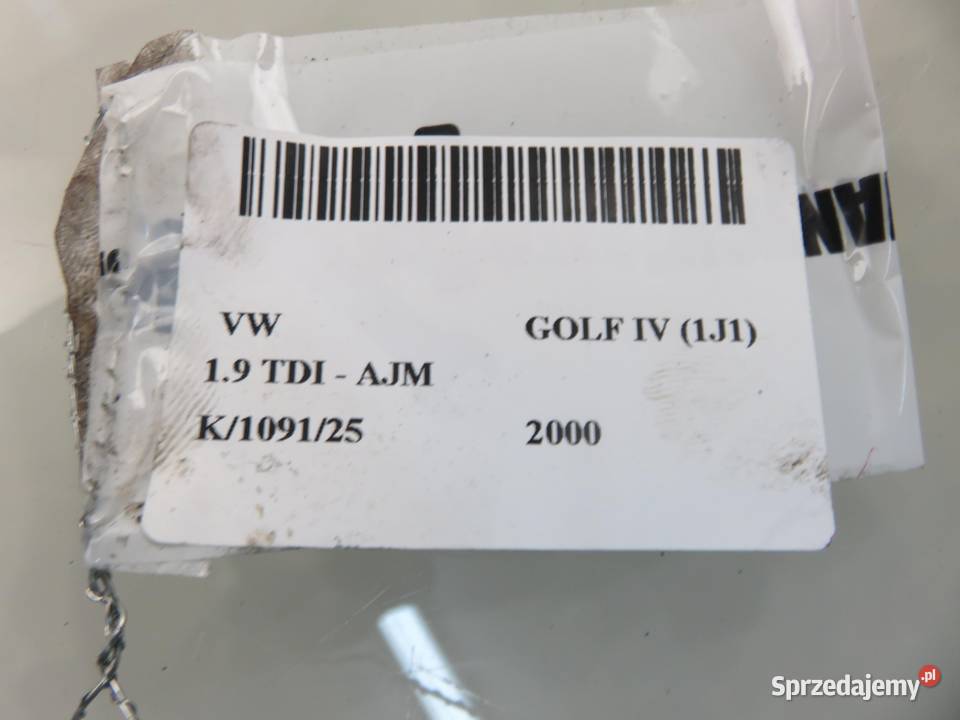 VW GOLF IV (1J1)
1.9 TDI - AJM
K/1091/25 2000
Sprzedajemy.pl